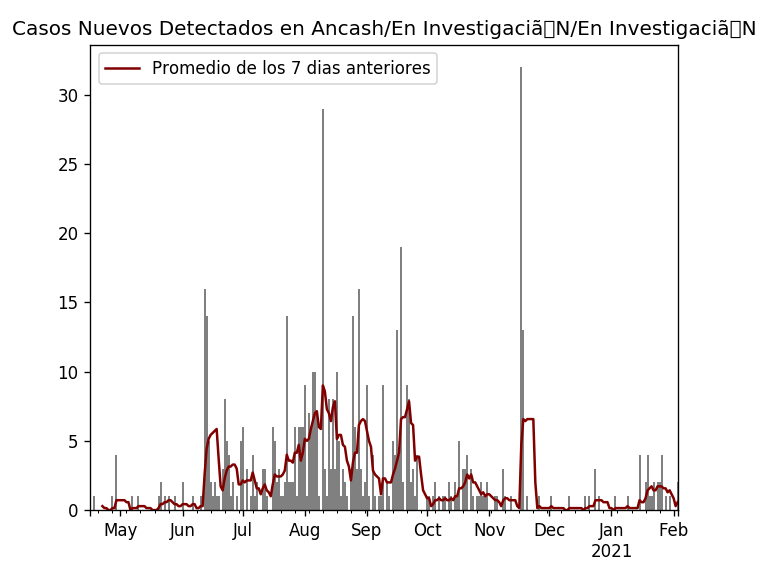 Casos Nuevos Detectados en Ancash/En Investigaciã▯N/En Investigaciã▯N
Promedio de los 7 dias anteriores
30
25
20
15
10
5
0
May Jun Jul Aug Sep Oct Nov Dec Jan Feb
2021